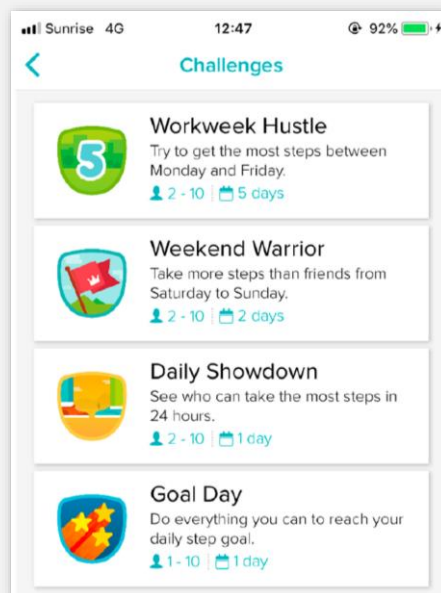 Sunrise 4G 12:47 92%
Challenges
5
Workweek Hustle
Try to get the most steps between
Monday and Friday.
2 - 10 5 days
Weekend Warrior
Take more steps than friends from
Saturday to Sunday.
2 - 10 2 days
Daily Showdown
See who can take the most steps in
24 hours.
2 - 10 1 day
Goal Day
Do everything you can to reach your
daily step goal.
1 - 10 1 day